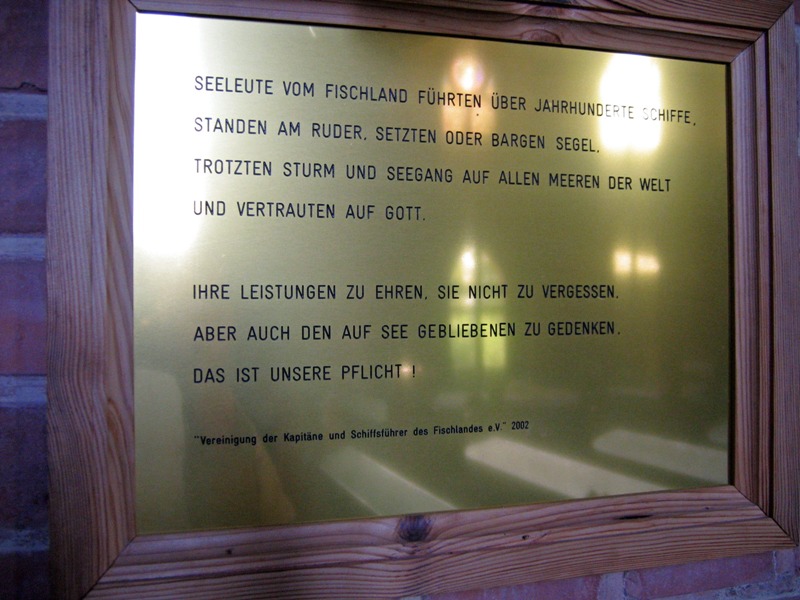 SEELEUTE VOM FISCHLAND FÜHRTEN ÜBER JAHRHUNDERTE SCHIFFE,
STANDEN AM RUDER, SETZTEN ODER BARGEN SEGEL,
TROTZTEN STURM UND SEEGANG AUF ALLEN MEEREN DER WELT
UND VERTRAUTEN AUF GOTT.
IHRE LEISTUNGEN ZU EHREN, SIE NICHT ZU VERGESSEN,
ABER AUCH DEN AUF SEE GEBLIEBENEN ZU GEDENKEN.
DAS IST UNSERE PFLICHT !
"Vereinigung der Kapitäne und Schiffsführer des Fischlandes e.V." 2002